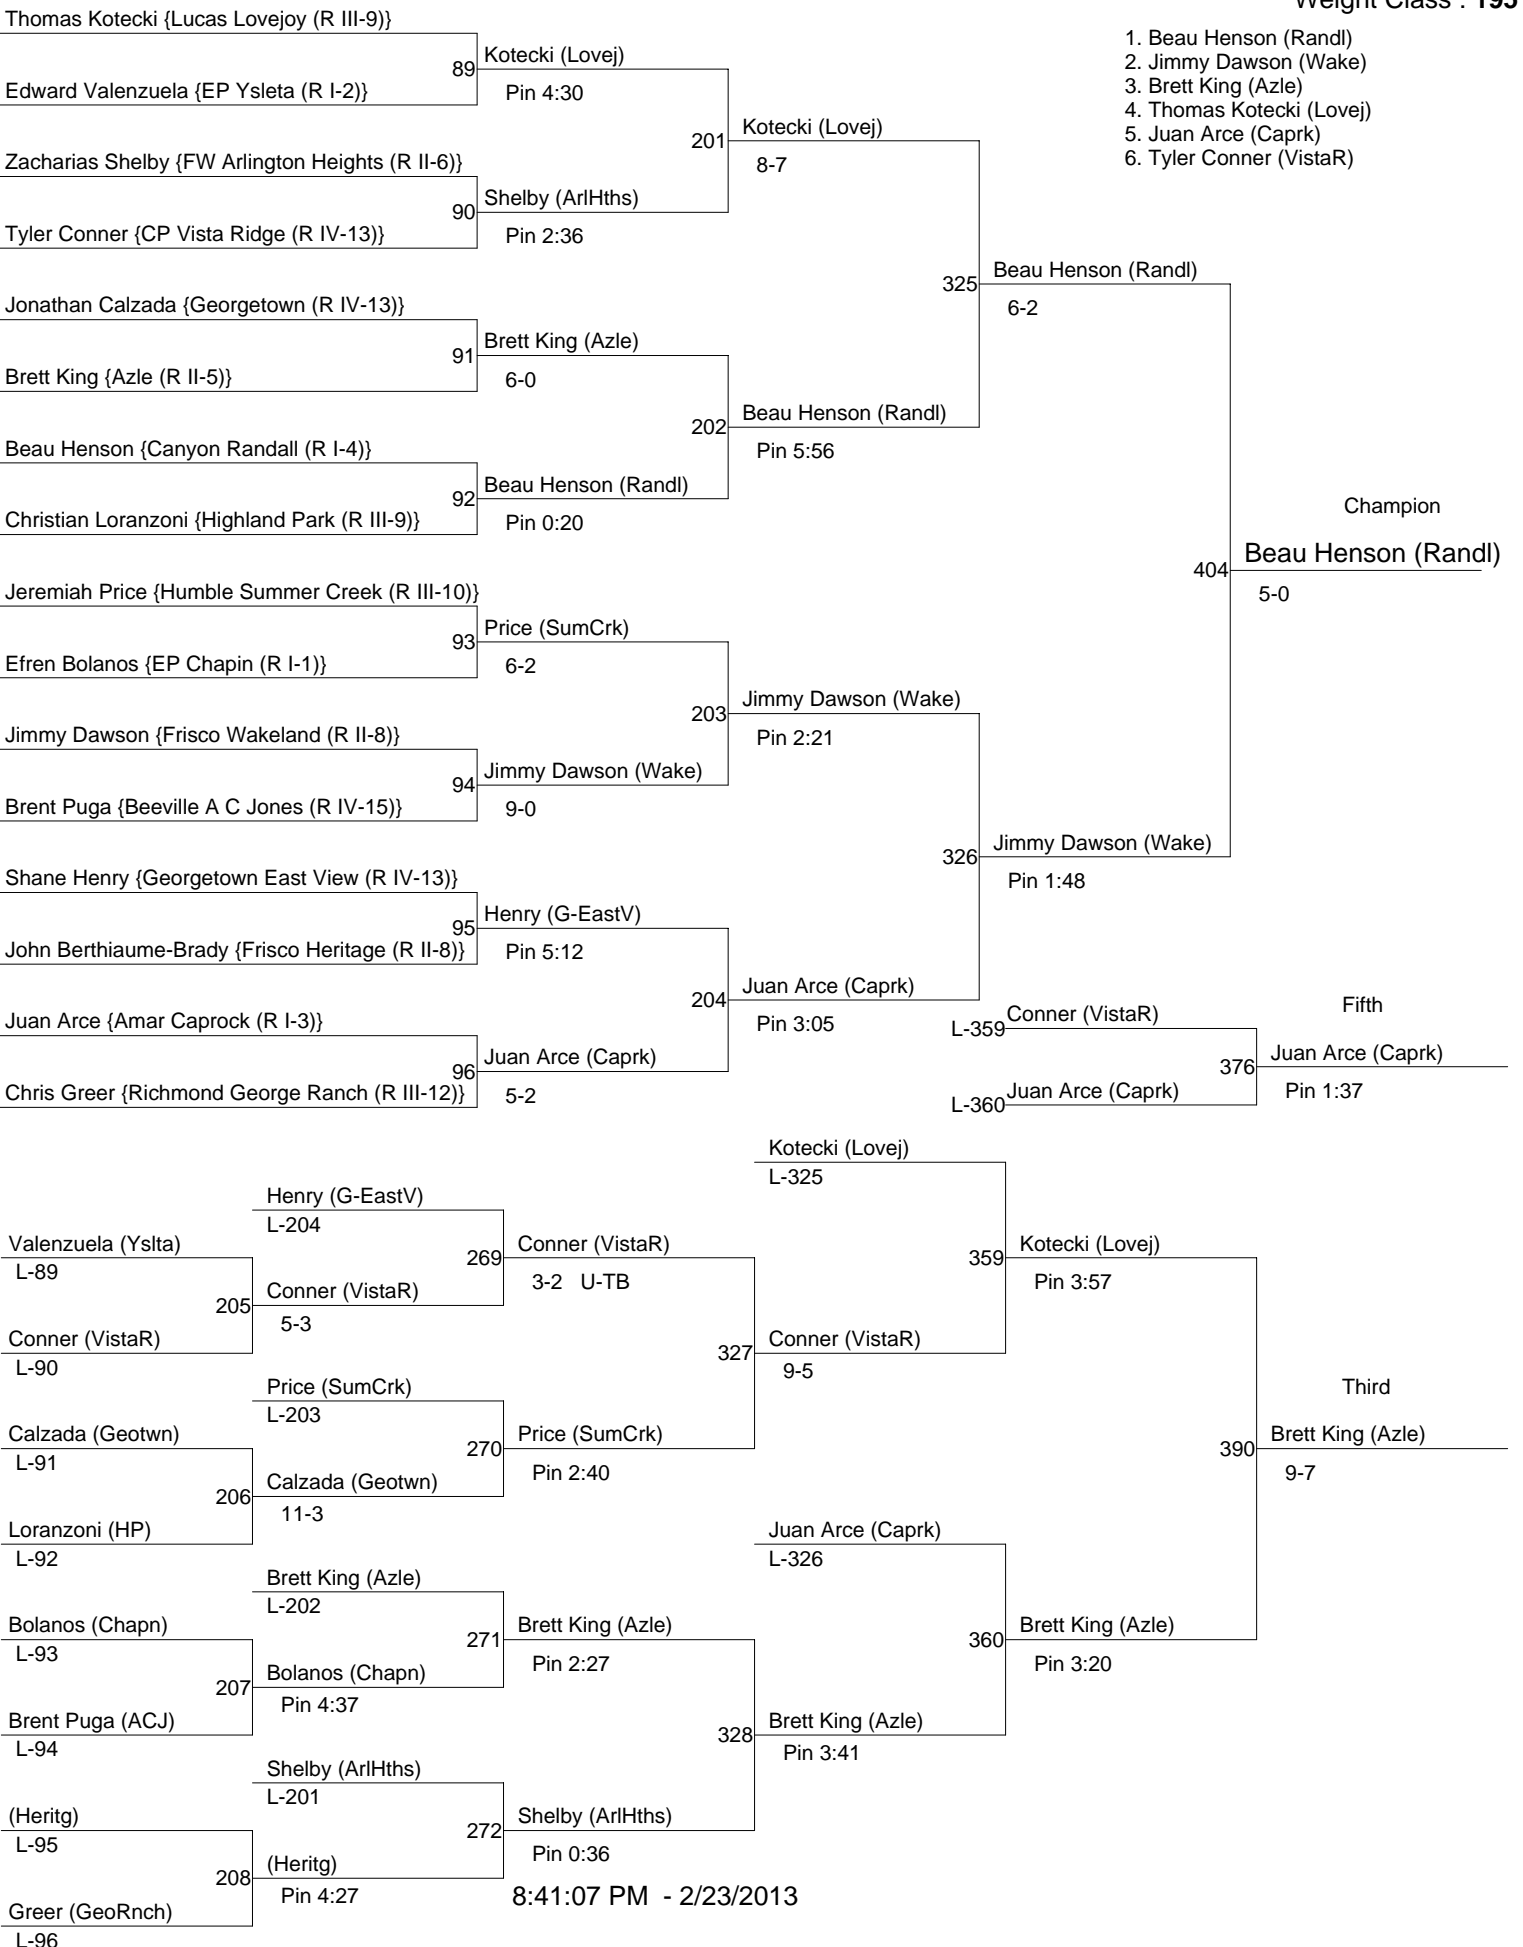 Weight Class : 195
1. Beau Henson (Randl)
2. Jimmy Dawson (Wake)
3. Brett King (Azle)
4. Thomas Kotecki (Lovej)
5. Juan Arce (Caprk)
6. Tyler Conner (VistaR)
Thomas Kotecki {Lucas Lovejoy (R III-9)}
89
Edward Valenzuela {EP Ysleta (R I-2)}
Kotecki (Lovej)
Pin 4:30
Zacharias Shelby {FW Arlington Heights (R II-6)}
90
Tyler Conner {CP Vista Ridge (R IV-13)}
Shelby (ArlHths)
Pin 2:36
201
Kotecki (Lovej)
8-7
Jonathan Calzada {Georgetown (R IV-13)}
91
Brett King {Azle (R II-5)}
Brett King (Azle)
6-0
Beau Henson {Canyon Randall (R I-4)}
92
Christian Loranzoni {Highland Park (R III-9)}
Beau Henson (Randl)
Pin 0:20
202
Beau Henson (Randl)
Pin 5:56
325
Beau Henson (Randl)
6-2
Jeremiah Price {Humble Summer Creek (R III-10)}
93
Efren Bolanos {EP Chapin (R I-1)}
Price (SumCrk)
6-2
Jimmy Dawson {Frisco Wakeland (R II-8)}
94
Brent Puga {Beeville A C Jones (R IV-15)}
Jimmy Dawson (Wake)
9-0
203
Jimmy Dawson (Wake)
Pin 2:21
Shane Henry {Georgetown East View (R IV-13)}
95
John Berthiaume-Brady {Frisco Heritage (R II-8)}
Henry (G-EastV)
Pin 5:12
Juan Arce {Amar Caprock (R I-3)}
96
Chris Greer {Richmond George Ranch (R III-12)}
Juan Arce (Caprk)
5-2
204
Juan Arce (Caprk)
Pin 3:05
326
Jimmy Dawson (Wake)
Pin 1:48
Champion
404
Beau Henson (Randl)
5-0
Fifth
L-359
Conner (VistaR)
L-360
Juan Arce (Caprk)
376
Juan Arce (Caprk)
Pin 1:37
Valenzuela (Yslta)
L-89
205
Conner (VistaR)
L-90
Henry (G-EastV)
L-204
Conner (VistaR)
5-3
269
Conner (VistaR)
3-2 U-TB
Calzada (Geotwn)
L-91
206
Loranzoni (HP)
L-92
Price (SumCrk)
L-203
Calzada (Geotwn)
11-3
270
Price (SumCrk)
Pin 2:40
327
Kotecki (Lovej)
L-325
Conner (VistaR)
9-5
359
Kotecki (Lovej)
Pin 3:57
Bolanos (Chapn)
L-93
207
Brent Puga (ACJ)
L-94
Brett King (Azle)
L-202
Bolanos (Chapn)
Pin 4:37
271
Brett King (Azle)
Pin 2:27
(Heritg)
L-95
208
Greer (GeoRnch)
L-96
Shelby (ArlHths)
L-201
(Heritg)
Pin 4:27
272
Shelby (ArlHths)
Pin 0:36
328
Juan Arce (Caprk)
L-326
Brett King (Azle)
Pin 3:41
360
Brett King (Azle)
Pin 3:20
Third
390
Brett King (Azle)
9-7
8:41:07 PM - 2/23/2013